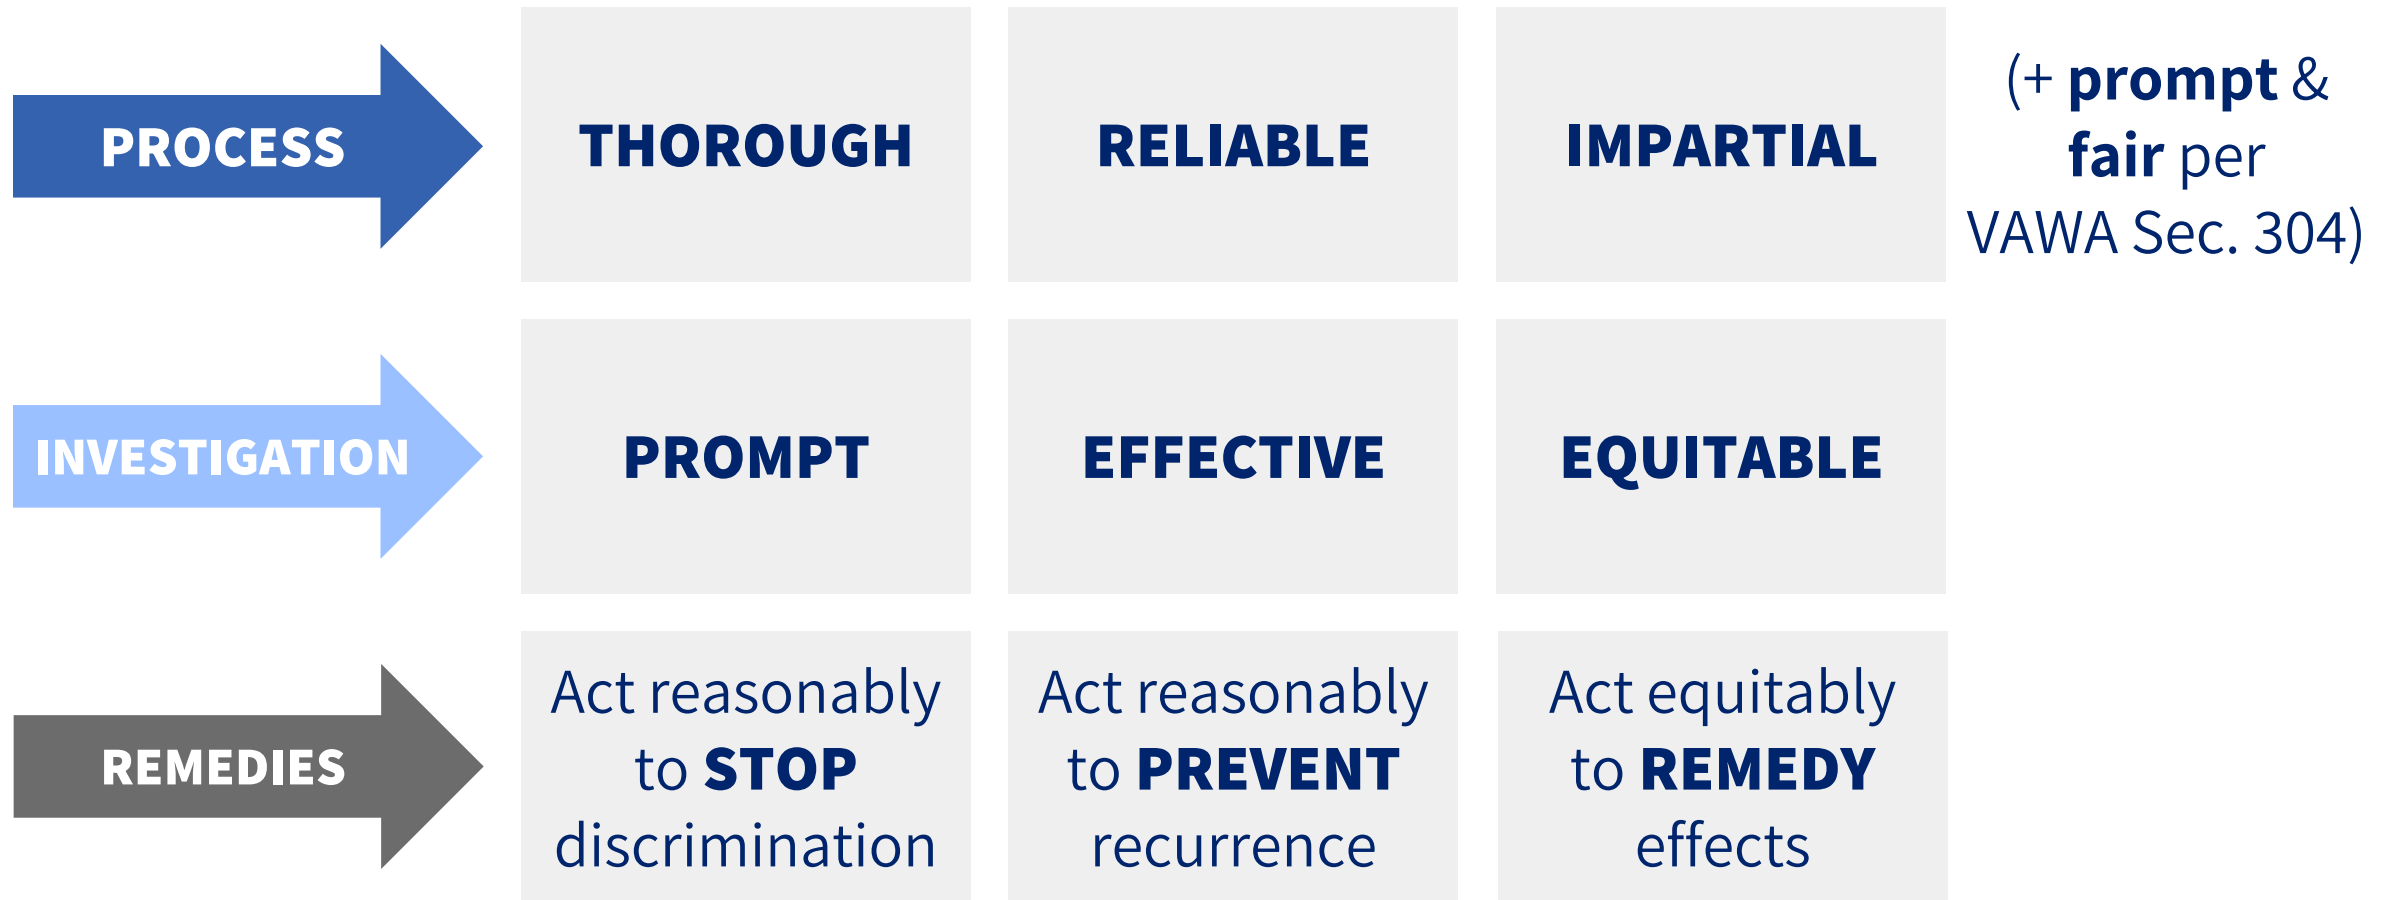 PROCESS
THOROUGH
RELIABLE
IMPARTIAL
(+ prompt &
fair per
VAWA Sec. 304)
INVESTIGATION
PROMPT
EFFECTIVE
EQUITABLE
REMEDIES
Act reasonably
to STOP
discrimination
Act reasonably
to PREVENT
recurrence
Act equitably
to REMEDY
effects